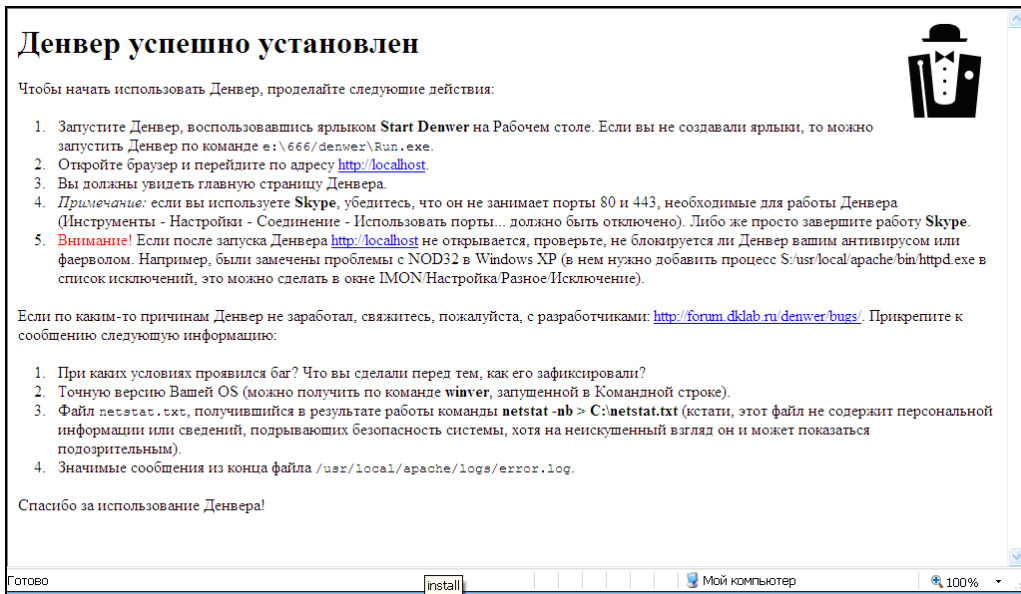 Денвер успешно установлен
Чтобы начать использовать Денвер, проделайте следующие действия:
1. Запустите Денвер, воспользовавшись ярлыком Start Denwer на Рабочем столе. Если вы не создавали ярлыки, то можно
запустить Денвер по команде e:\666/denwer\Run.exe.
2. Откройте браузер и перейдите по адресу http://localhost.
3. Вы должны увидеть главную страницу Денвера.
4. Примечание: если вы используете Skype, убедитесь, что он не занимает порты 80 и 443, необходимые для работы Денвера
(Инструменты - Настройки - Соединение - Использовать порты... должно быть отключено). Либо же просто завершите работу Skype.
5. Внимание! Если после запуска Денвера http://localhost не открывается, проверьте, не блокируется ли Денвер вашим антивирусом или
фаерволом. Например, были замечены проблемы с NOD32 в Windows XP (в нем нужно добавить процесс S:/usr/local/apache/bin/httpd.exe в
список исключений, это можно сделать в окне IMON/Настройка/Разное/Исключение).
Если по каким-то причинам Денвер не заработал, свяжитесь, пожалуйста, с разработчиками: http://forum.dklab.ru/denwer/bugs/. Прикрепите к
сообщению следующую информацию:
1. При каких условиях проявился баг? Что вы сделали перед тем, как его зафиксировали?
2. Точную версию Вашей OS (можно получить по команде winver, запущенной в Командной строке).
3. Файл netstat.txt, получившийся в результате работы команды netstat -nb > C:\netstat.txt (кстати, этот файл не содержит персональной
информации или сведений, подрывающих безопасность системы, хотя на неискушенный взгляд он и может показаться
подозрительным).
4. Значимые сообщения из конца файла /usr/local/apache/logs/error.log.
Спасибо за использование Денвера!
Готово
install
Мой компьютер
100%